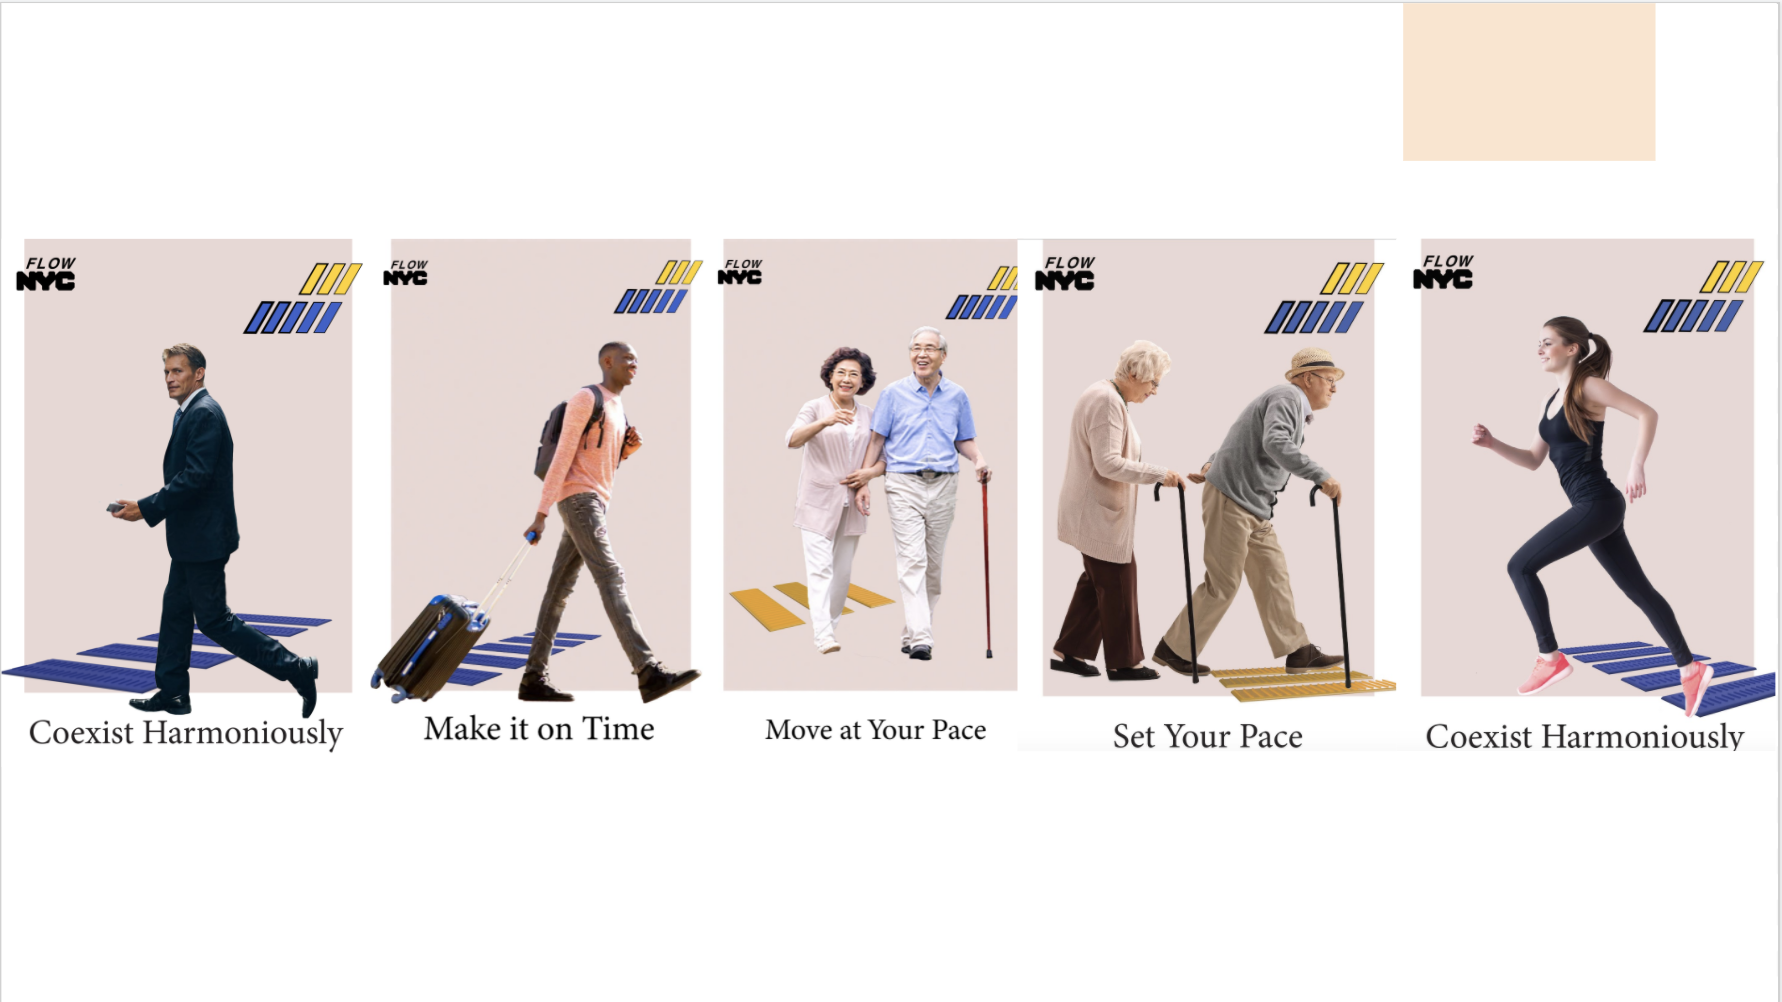 FLOW
NYC
FLOW
NYC
FLOW
NYC
FLOW
NYC
FLOW
NYC
Coexist Harmoniously
Make it on Time
Move at Your Pace
Set Your Pace
Coexist Harmoniously